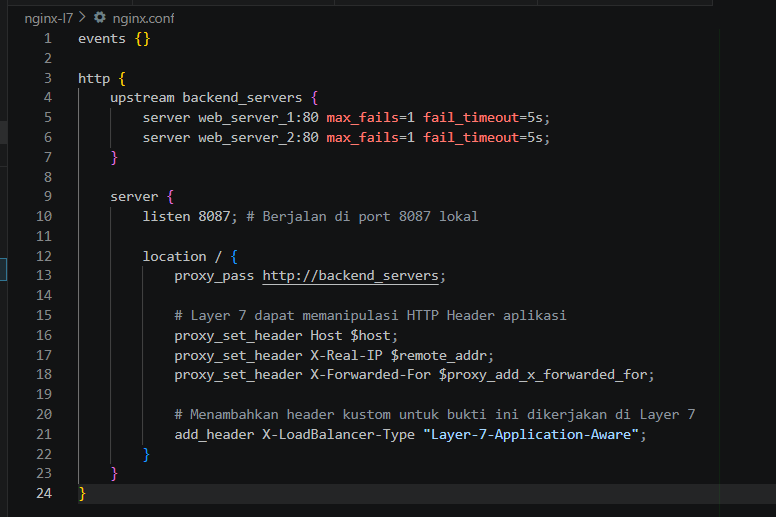 nginx-l7 > nginx.conf
1 events {}
2
3 http {
4     upstream backend_servers {
5         server web_server_1:80 max_fails=1 fail_timeout=5s;
6         server web_server_2:80 max_fails=1 fail_timeout=5s;
7     }
8
9     server {
10         listen 8087; # Berjalan di port 8087 lokal
11
12         location / {
13             proxy_pass http://backend_servers;
14
15             # Layer 7 dapat memanipulasi HTTP Header aplikasi
16             proxy_set_header Host $host;
17             proxy_set_header X-Real-IP $remote_addr;
18             proxy_set_header X-Forwarded-For $proxy_add_x_forwarded_for;
19
20             # Menambahkan header kustom untuk bukti ini dikerjakan di Layer 7
21             add_header X-LoadBalancer-Type "Layer-7-Application-Aware";
22         }
23     }
24 }